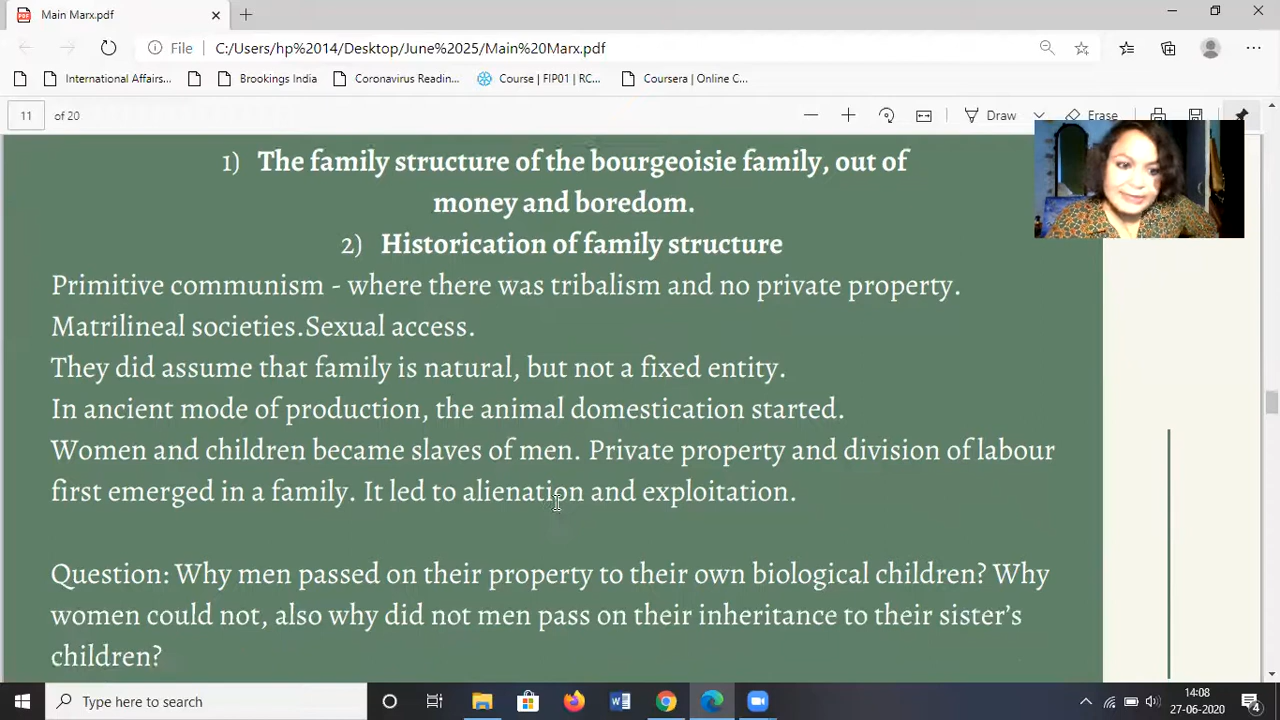 Main Marx.pdf
File C:/Users/hp%2014/Desktop/June%2025/Main%20Marx.pdf
International Affairs... Brookings India Coronavirus Readin... Course | FIP01 | RC... Coursera | Online C...
11 of 20 Draw Erase
1) The family structure of the bourgeoisie family, out of
money and boredom.
2) Historication of family structure
Primitive communism - where there was tribalism and no private property.
Matrilineal societies.Sexual access.
They did assume that family is natural, but not a fixed entity.
In ancient mode of production, the animal domestication started.
Women and children became slaves of men. Private property and division of labour
first emerged in a family. It led to alienation and exploitation.
Question: Why men passed on their property to their own biological children? Why
women could not, also why did not men pass on their inheritance to their sister's
children?
Type here to search
14:08
27-06-2020
4